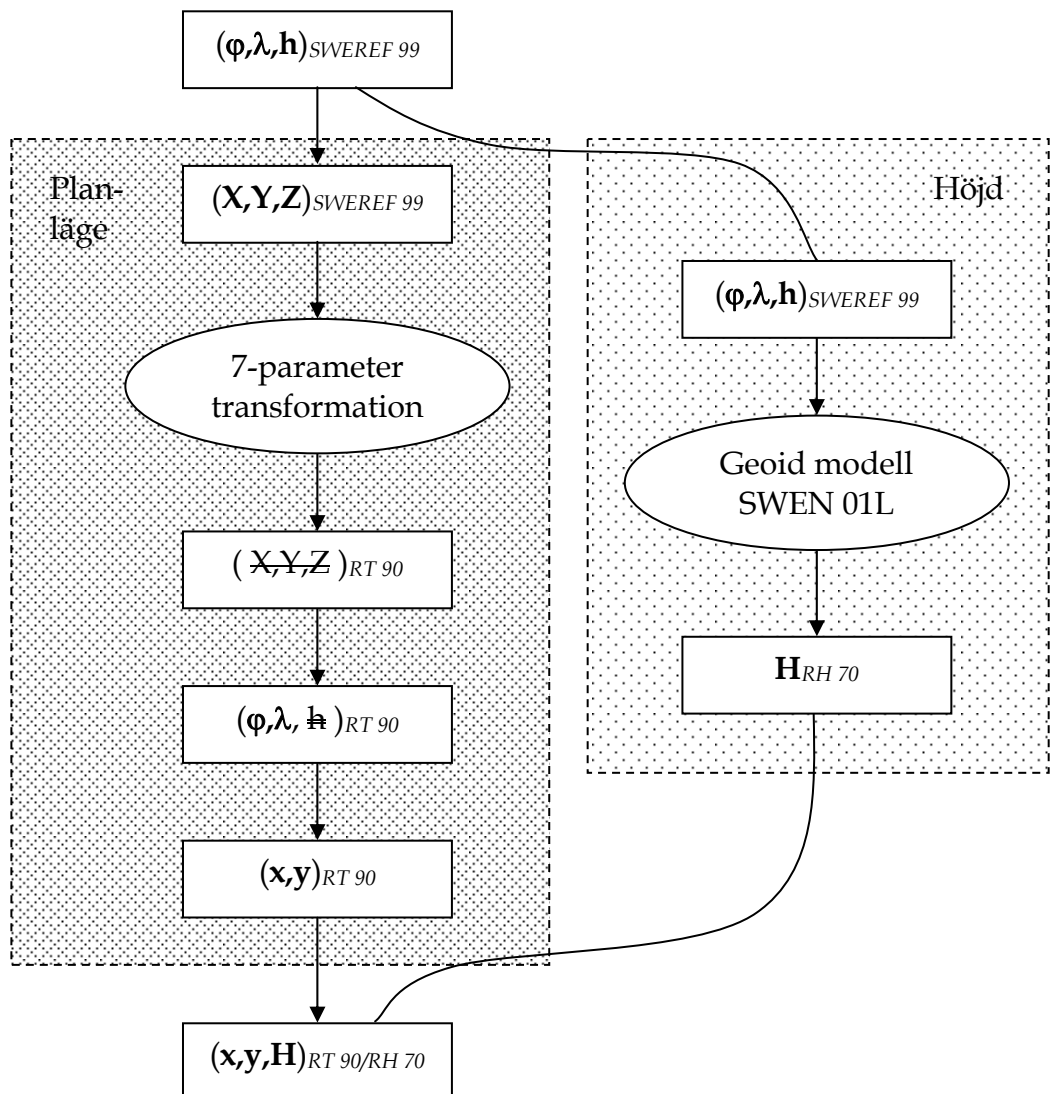 (φ,λ,h)SWEREF 99
Plan-
läge
(X,Y,Z)SWEREF 99
7-parameter
transformation
( X,Y,Z )RT 90
(φ,λ, h )RT 90
(x,y)RT 90
Höjd
(φ,λ,h)SWEREF 99
Geoid modell
SWEN 01L
HRH 70
(x,y,H)RT 90/RH 70